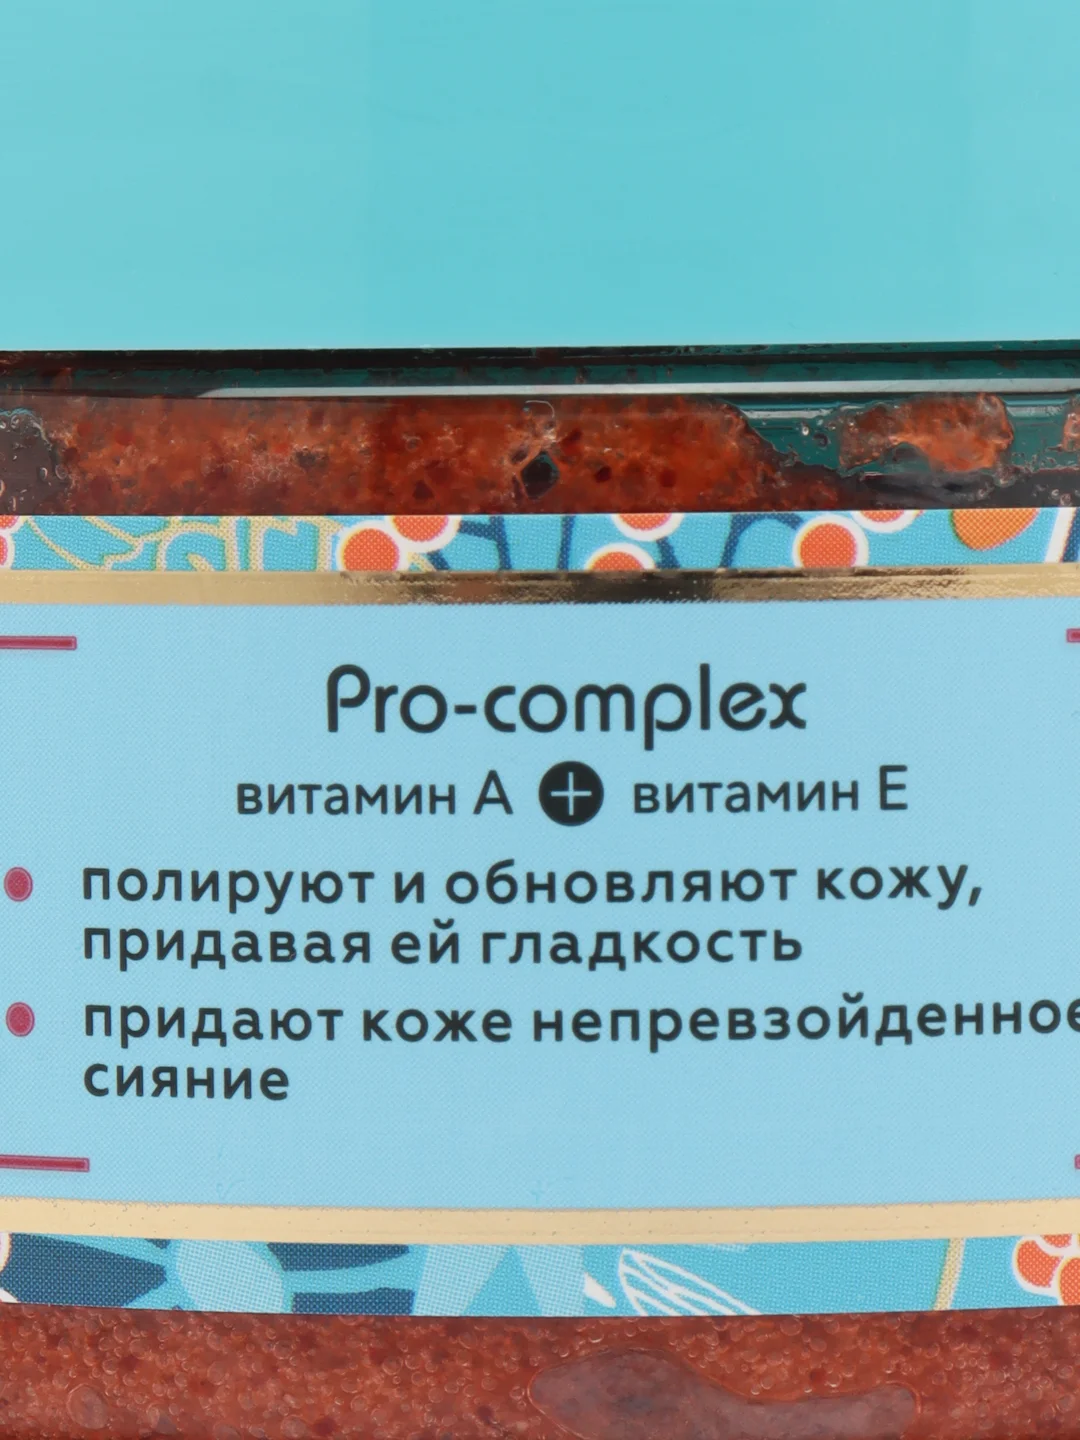 Pro-complex
витамин А + витамин Е
полируют и обновляют кожу,
придавая ей гладкость
придают коже непревзойденное
сияние